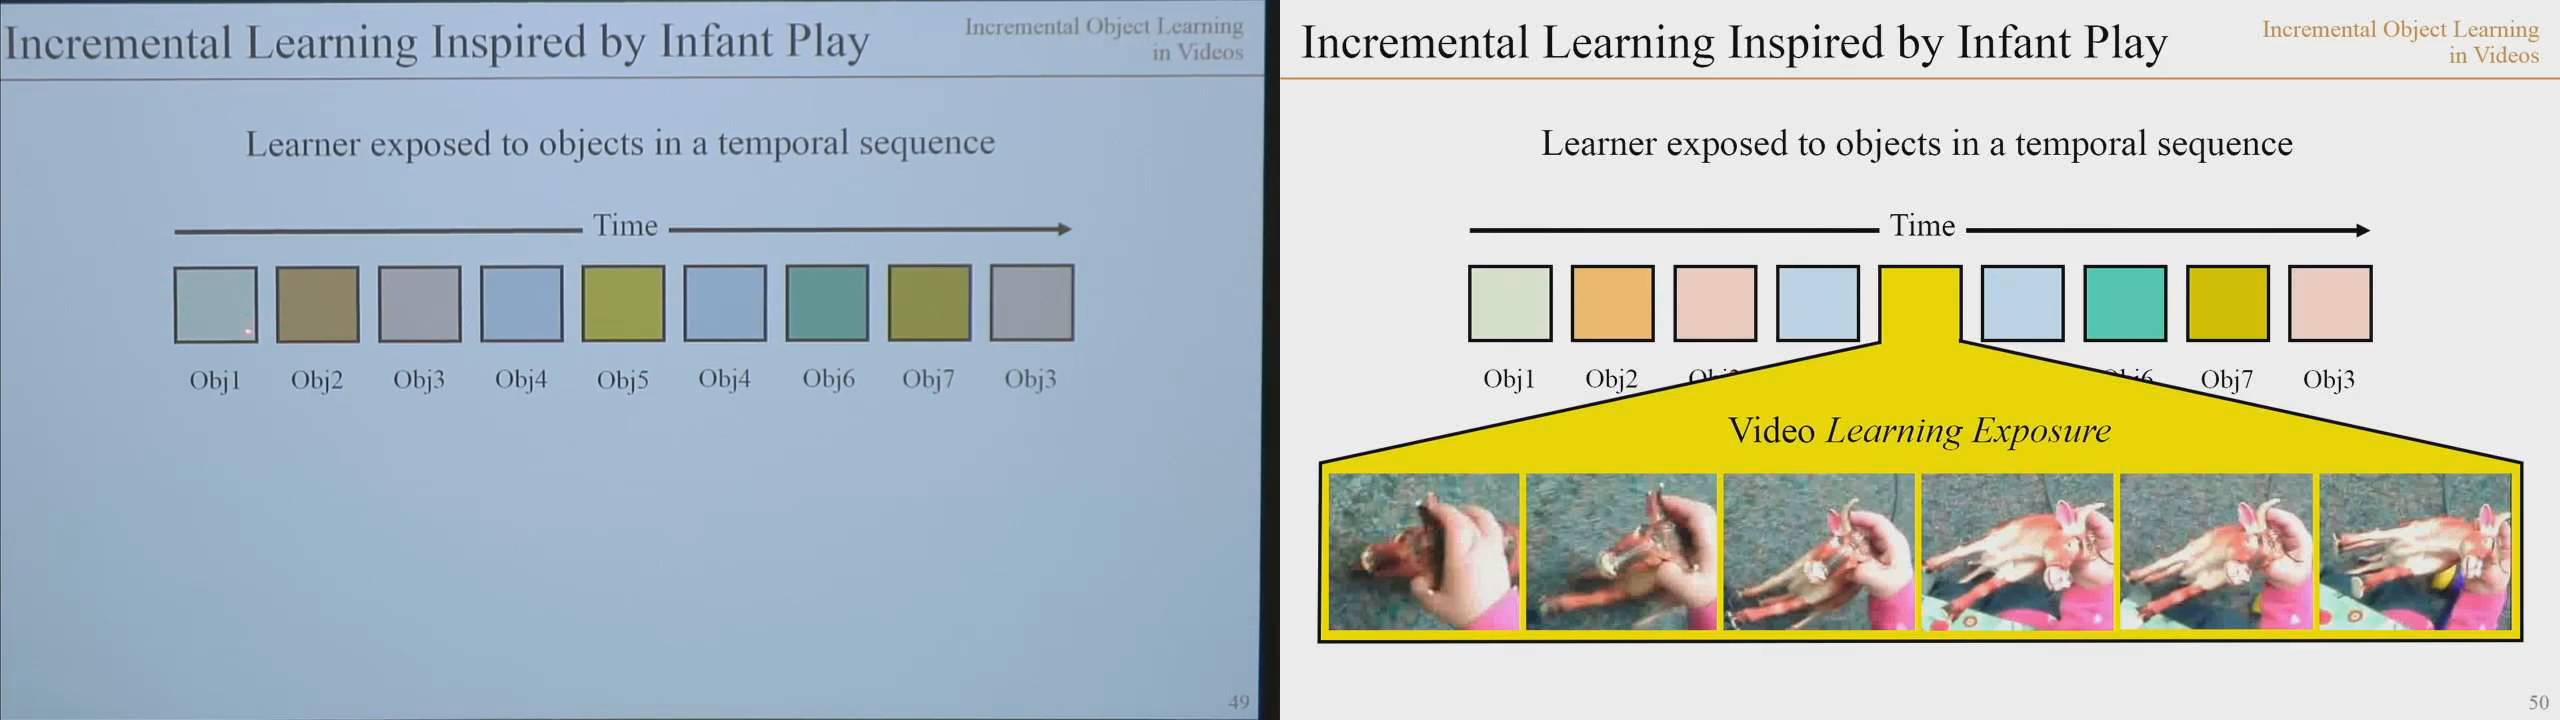 Incremental Learning Inspired by Infant Play
Incremental Object Learning
in Videos
Learner exposed to objects in a temporal sequence
Time
Obj1 Obj2 Obj3 Obj4 Obj5 Obj4 Obj6 Obj7 Obj3
49
Incremental Learning Inspired by Infant Play
Incremental Object Learning
in Videos
Learner exposed to objects in a temporal sequence
Time
Obj1 Obj2 Obj7 Obj3
Video Learning Exposure
50